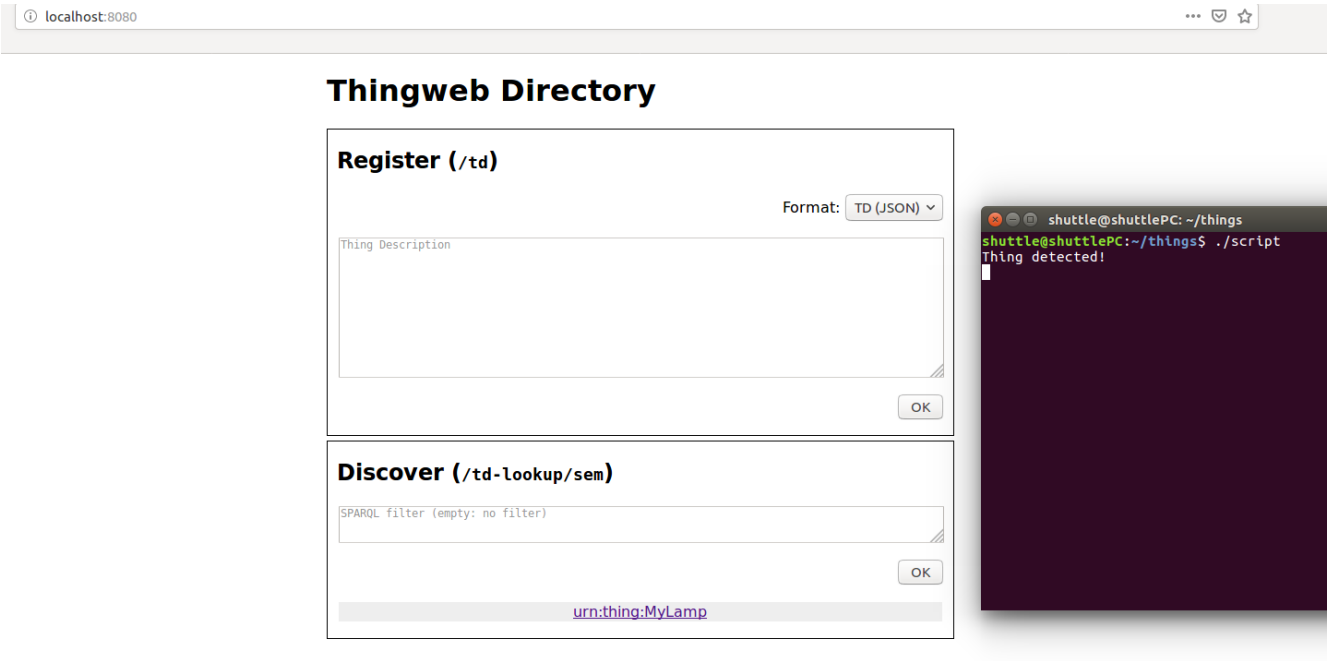 localhost:8080
Thingweb Directory
Register (/td)
Format: TD (JSON)
Thing Description
OK
Discover (/td-lookup/sem)
SPARQL filter (empty: no filter)
OK
urn:thing:MyLamp
shuttle@shuttlePC: ~/things
shuttle@shuttlePC:~/things$ ./script
Thing detected!